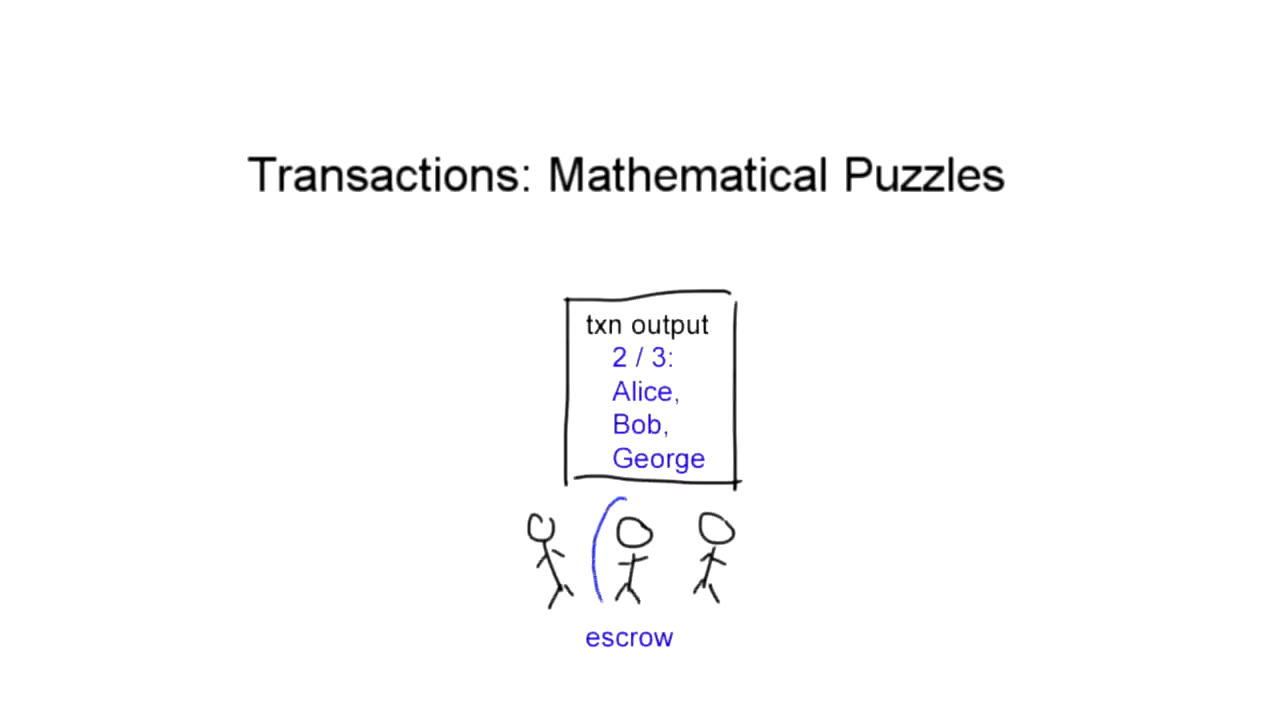 Transactions: Mathematical Puzzles
txn output
2 / 3:
Alice,
Bob,
George
escrow